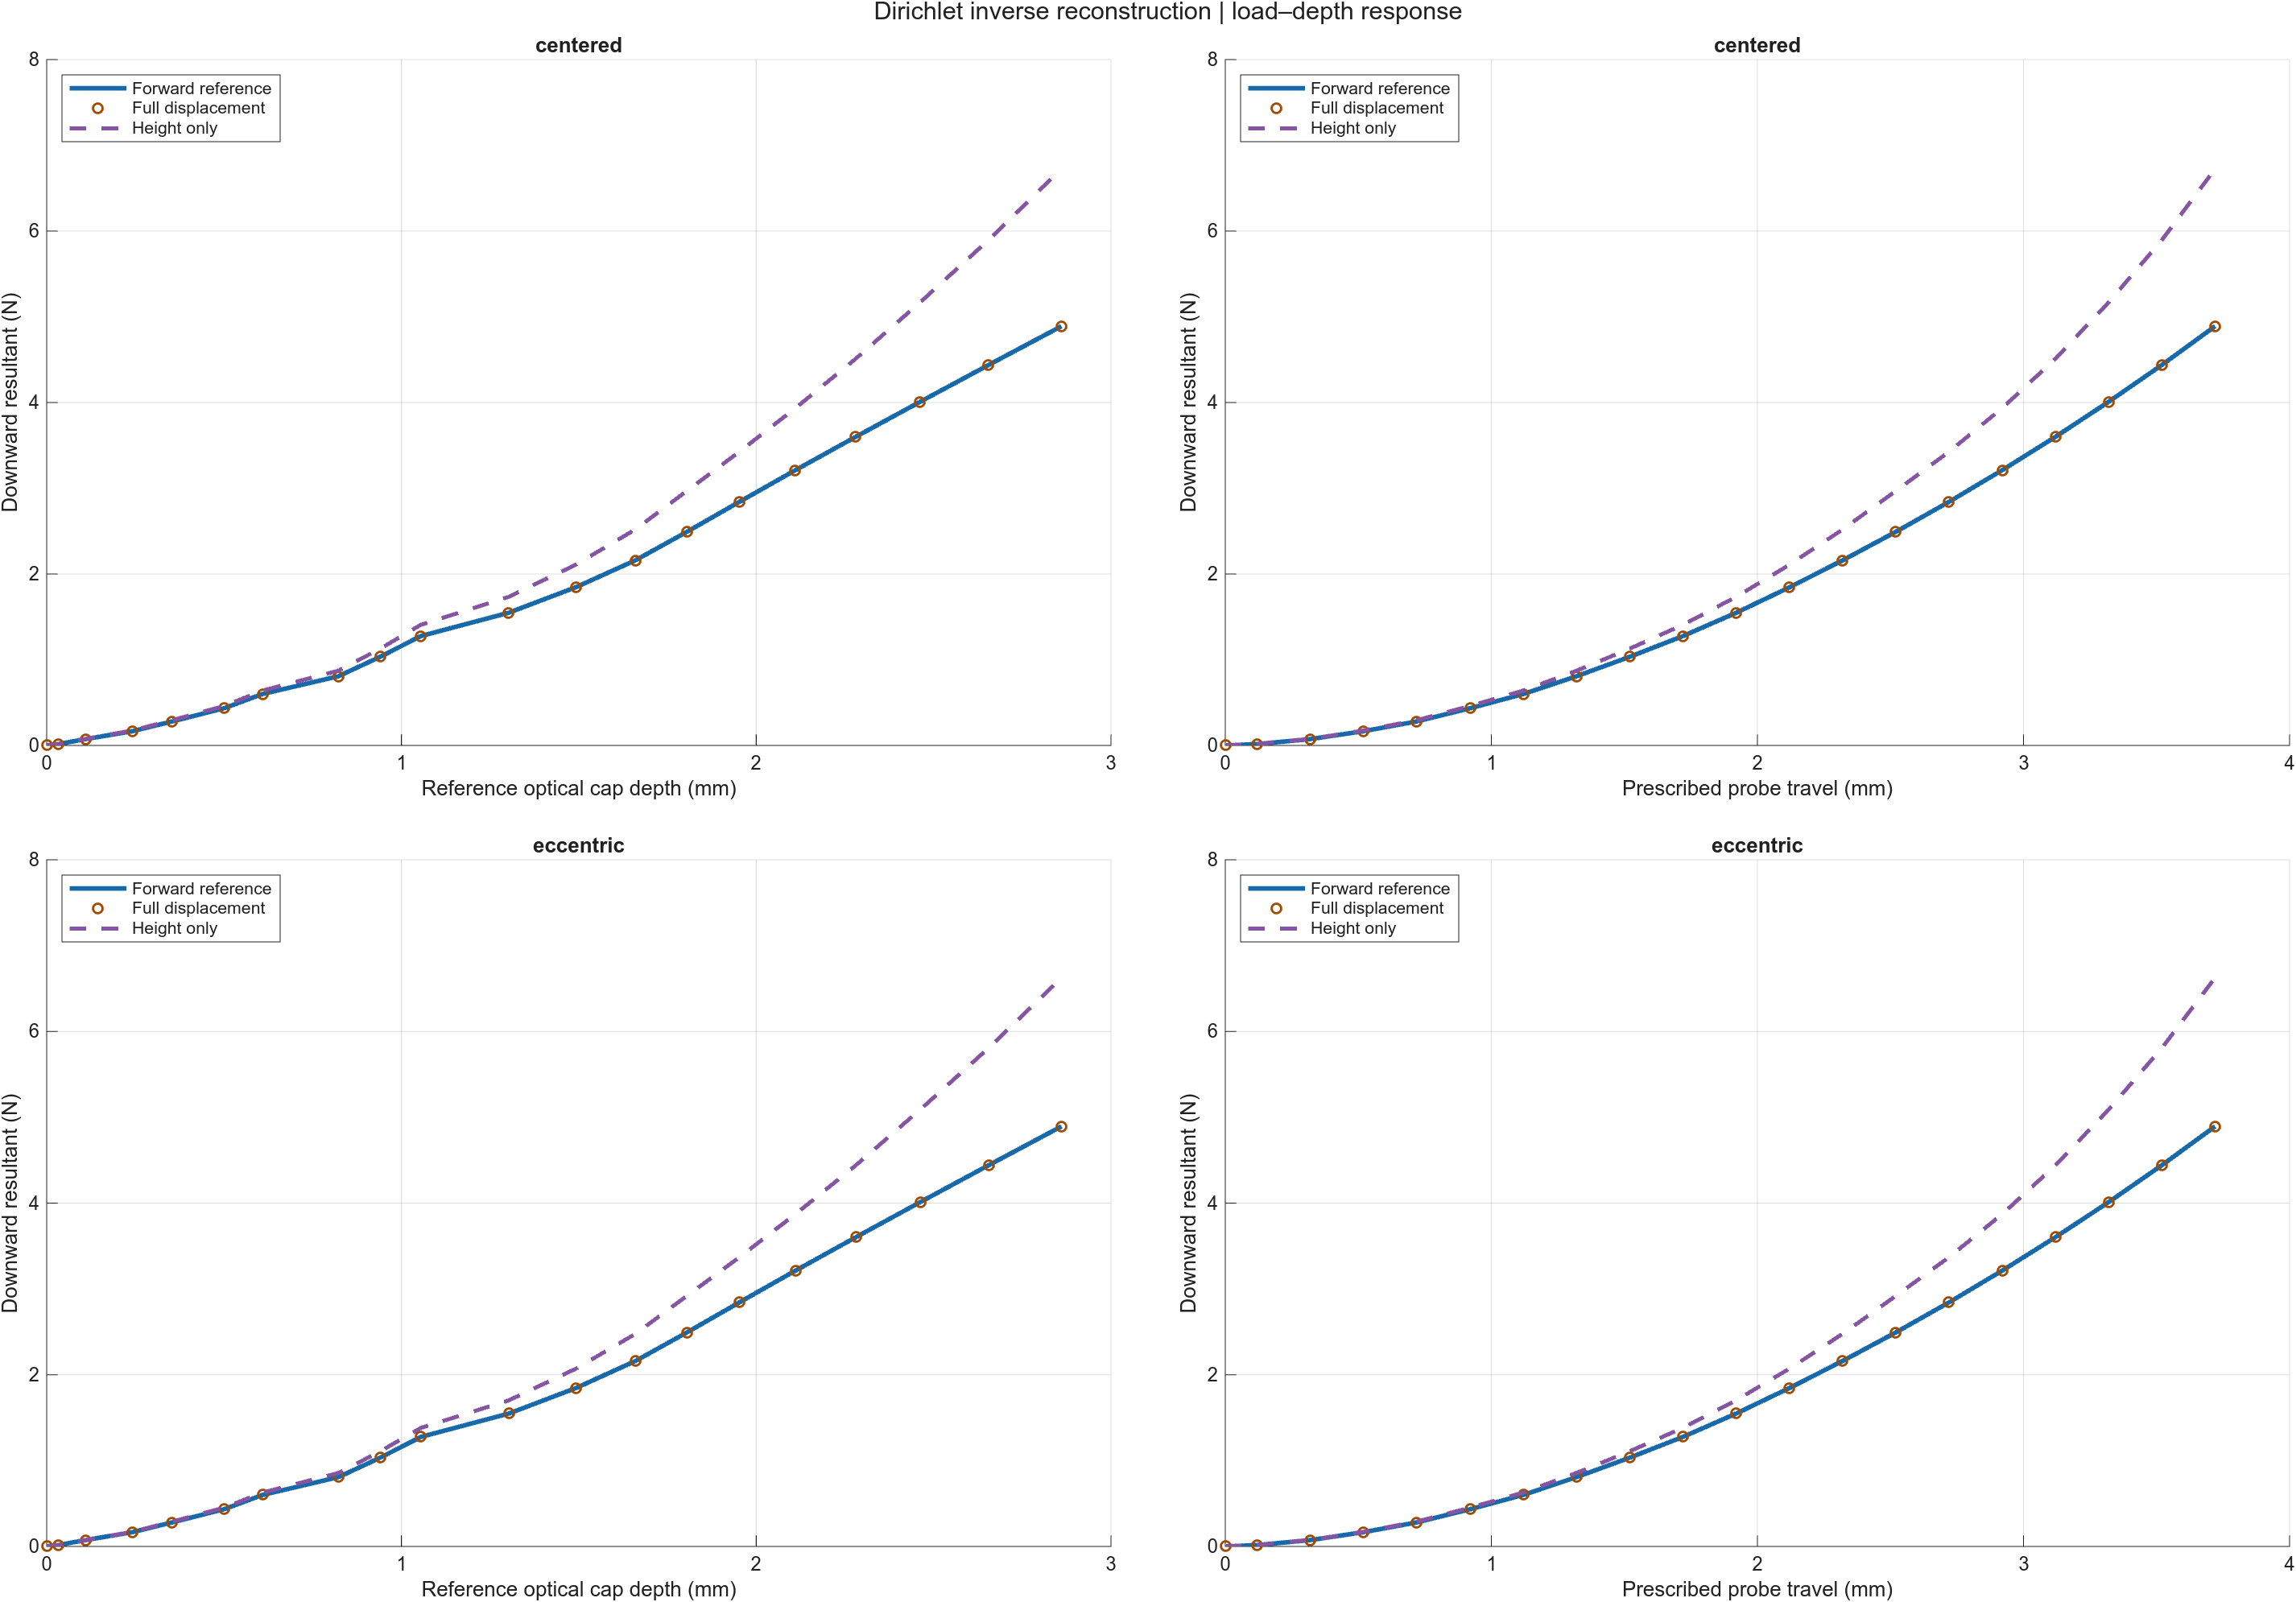 Dirichlet inverse reconstruction | load–depth response
centered
Forward reference
Full displacement
Height only
Downward resultant (N)
8
6
4
2
0
0 1 2 3
Reference optical cap depth (mm)
centered
Forward reference
Full displacement
Height only
Downward resultant (N)
8
6
4
2
0
0 1 2 3 4
Prescribed probe travel (mm)
eccentric
Forward reference
Full displacement
Height only
Downward resultant (N)
8
6
4
2
0
0 1 2 3
Reference optical cap depth (mm)
eccentric
Forward reference
Full displacement
Height only
Downward resultant (N)
8
6
4
2
0
0 1 2 3 4
Prescribed probe travel (mm)